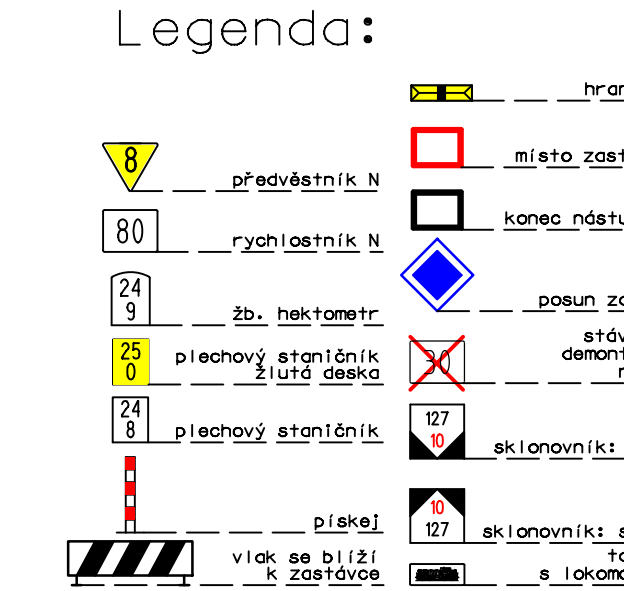 Legenda:
8
předvěstník N
80
rychlostník N
24
9
žb. hektometr
25
0
plechový staničník
žlutá deska
24
8
plechový staničník
pískej
vlak se blíží
k zastávce
hran
místo zast
konec nástu
posun za
30
stáv
demont
127
10
sklonovník:
10
127
sklonovník: s
s lokomo